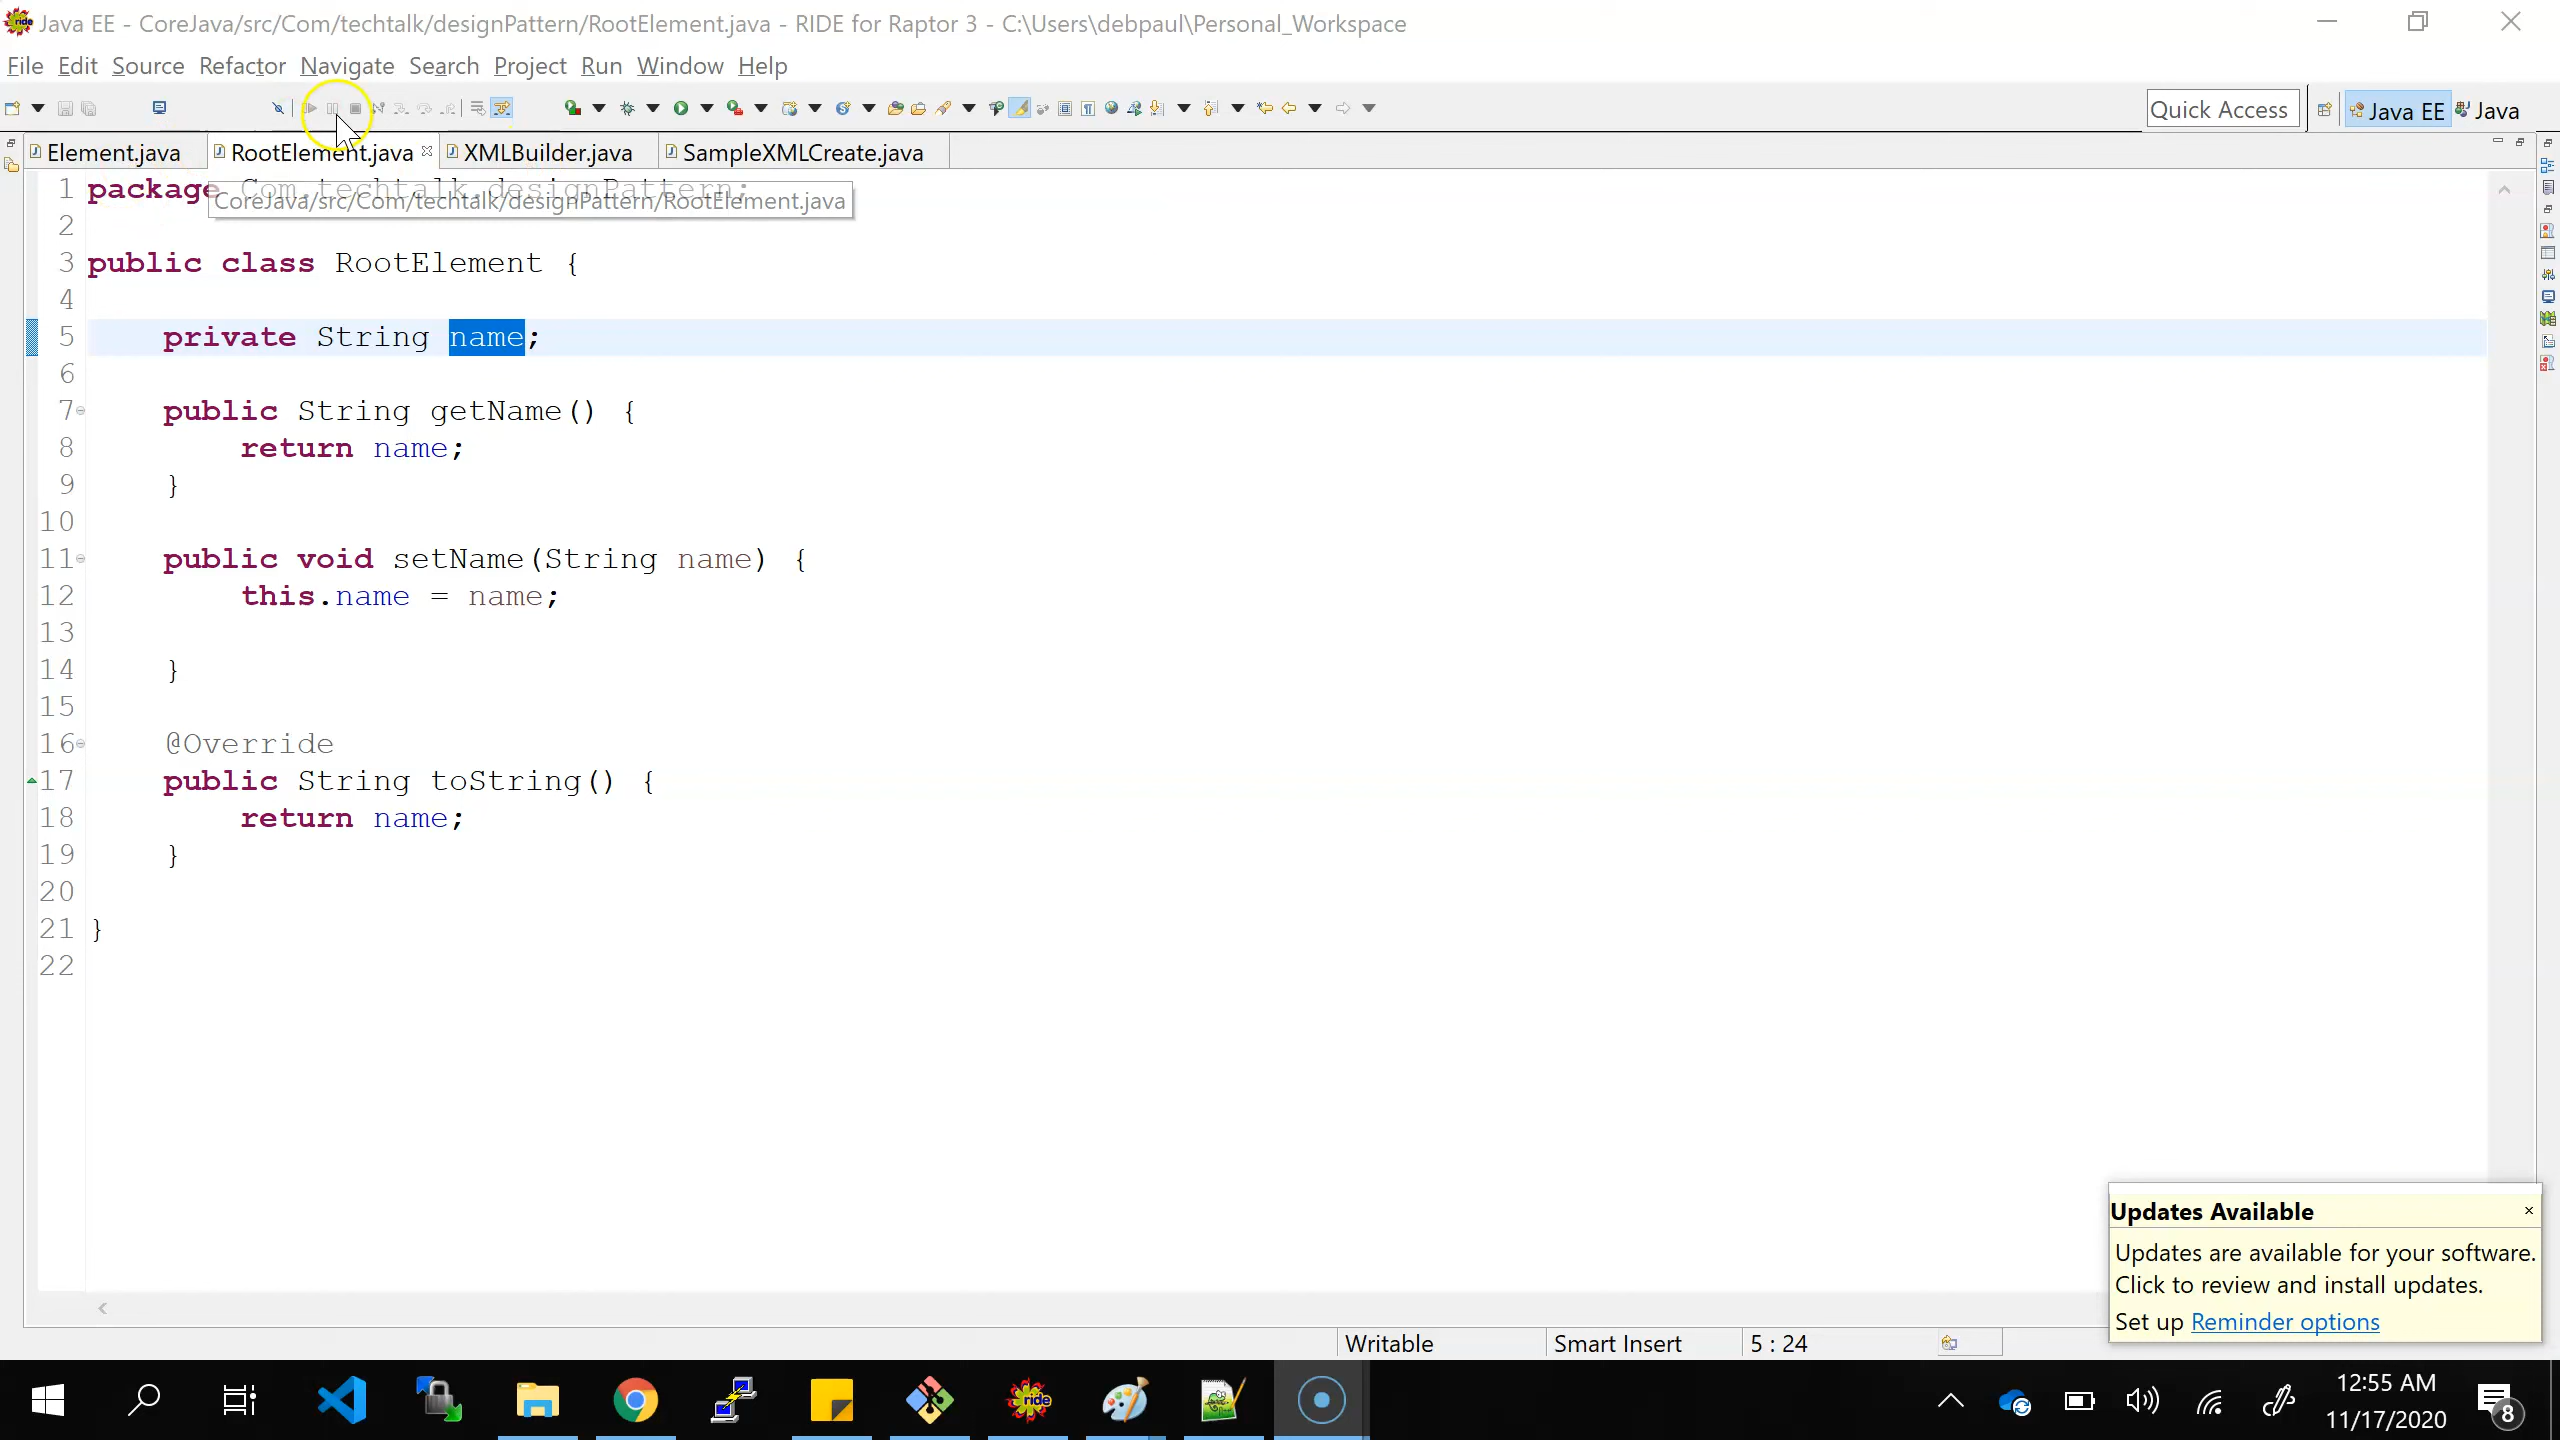 Java EE - CoreJava/src/Com/techtalk/designPattern/RootElement.java - RIDE for Raptor 3 - C:\Users\debpaul\Personal_Workspace
File Edit Source Refactor Navigate Search Project Run Window Help
Quick Access Java EE Java
Element.java RootElement.java XMLBuilder.java SampleXMLCreate.java
1 package Com.techtalk.designPattern;
CoreJava/src/Com/techtalk/designPattern/RootElement.java
2
3 public class RootElement {
4
5 private String name;
6
7 public String getName() {
8 return name;
9 }
10
11 public void setName(String name) {
12 this.name = name;
13
14 }
15
16 @Override
17 public String toString() {
18 return name;
19 }
20
21 }
22
Updates Available
Updates are available for your software.
Click to review and install updates.
Set up Reminder options
Writable Smart Insert 5 : 24
ride
12:55 AM
11/17/2020
8